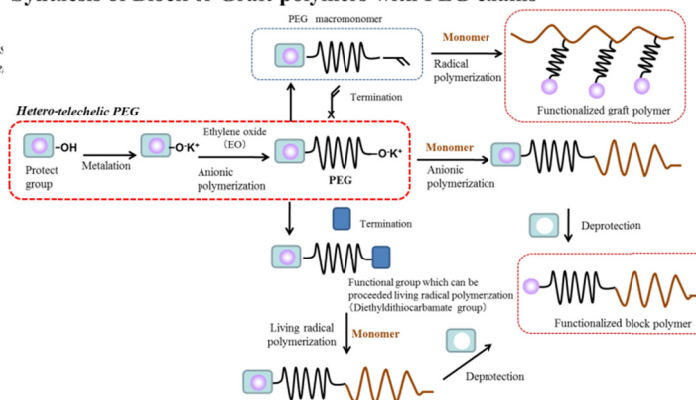 Synthesis of Block & Graft polymers with PEG chains
PEG macromonomer
Monomer
Radical
polymerization
Functionalized graft polymer
Termination
X
Hetero-telechelic PEG
-OH
Protect
group
Metalation
-O⁻K⁺
Ethylene oxide
(EO)
Anionic
polymerization
-O⁻K⁺
PEG
Monomer
Anionic
polymerization
Deprotection
Functionalized block polymer
Termination
Functional group which can be
proceeded living radical polymerzation
(Diethyldithiocarbamate group)
Living radical
polymerization
Monomer
Deprotection